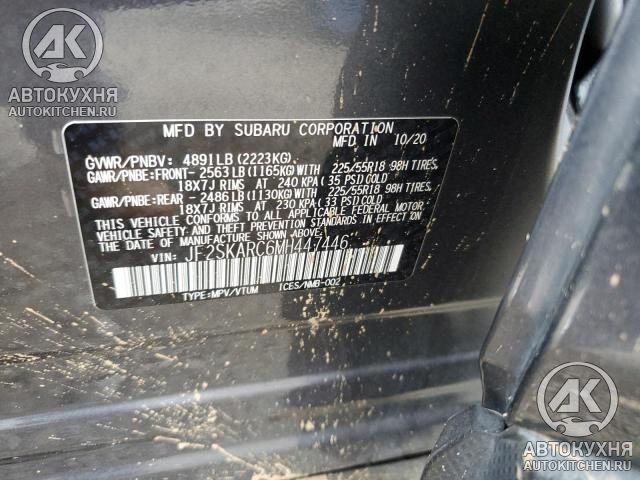 АК
АВТОКУХНЯ
AUTOKITCHEN.RU
MFD BY SUBARU CORPORATION
MFD IN 10/20
GVWR/PNBV: 4891LB(2223KG)
GAWR/PNBE:FRONT- 2563LB(1165KG)WITH 225/55R18 98H TIRES
18X7J RIMS AT 240 KPA(35 PSI)COLD
GAWR/PNBE:REAR - 2486LB(1130KG)WITH 225/55R18 98H TIRES
18X7J RIMS AT 230 KPA(33 PSI)COLD
THIS VEHICLE CONFORMS TO ALL APPLICABLE FEDERAL MOTOR
VEHICLE SAFETY AND THEFT PREVENTION STANDARDS IN EFFECT
ON THE DATE OF MANUFACTURE SHOWN ABOVE.
VIN: JF2SKARC6MH447446
TYPE:MPV/VTUM ICES/NMB-002
АК
АВТОКУХНЯ
AUTOKITCHEN.RU